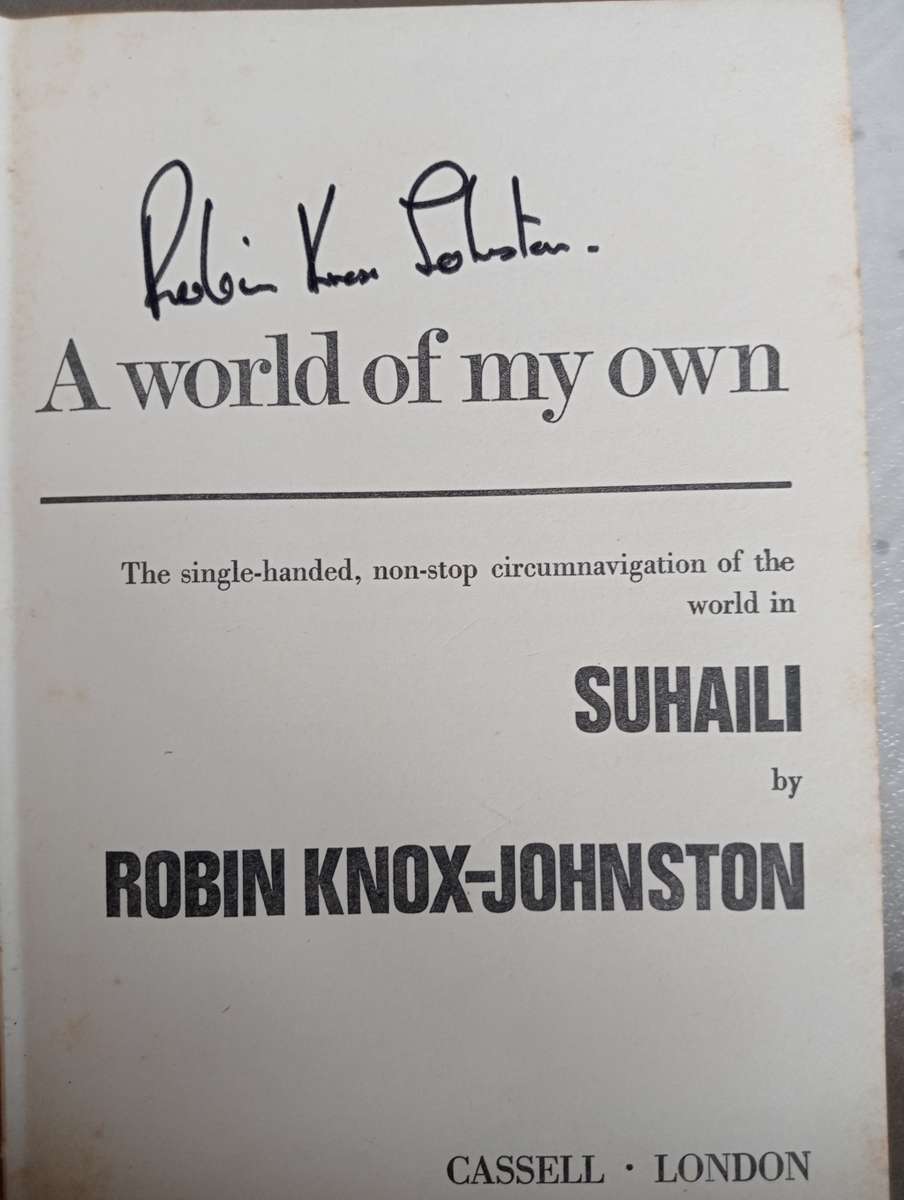 Robin Knox Johnston.
A world of my own
The single-handed, non-stop circumnavigation of the
world in
SUHAILI
by
ROBIN KNOX-JOHNSTON
CASSELL · LONDON